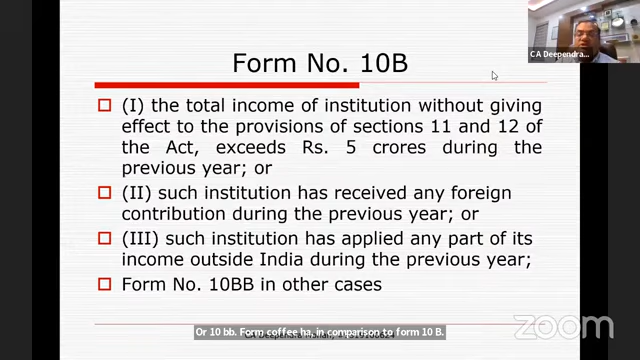 CA Deependra...
Form No. 10B
(I) the total income of institution without giving
effect to the provisions of sections 11 and 12 of
the Act, exceeds Rs. 5 crores during the
previous year; or
(II) such institution has received any foreign
contribution during the previous year; or
(III) such institution has applied any part of its
income outside India during the previous year;
Form No. 10BB in other cases
Or 10 bb. Form coffee ha, in comparison to form 10 B.
CA Deependra
zoom